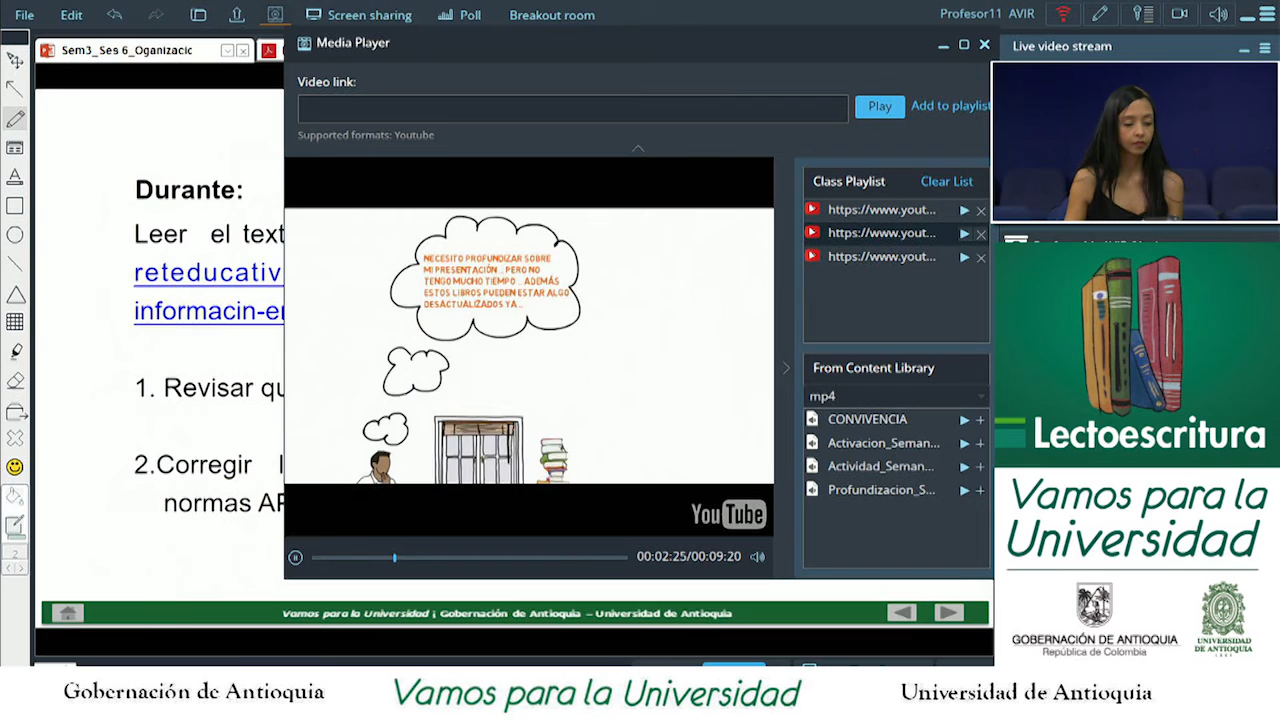 File Edit Screen sharing Poll Breakout room Profesor11 AVIR
Sem3_Ses 6_Oganizacic
Media Player
Live video stream
Video link:
Play Add to playlist
Supported formats: Youtube
Durante:
Leer el text
reteducativ
informacin-er
1. Revisar qu
2.Corregir l
normas AP
NECESITO PROFUNDIZAR SOBRE
MI PRESENTACIÓN .. PERO NO
TENGO MUCHO TIEMPO .. ADEMÁS
ESTOS LIBROS PUEDEN ESTAR ALGO
DESACTUALIZADOS YA...
YouTube
00:02:25/00:09:20
Class Playlist Clear List
https://www.yout...
https://www.yout...
https://www.yout...
From Content Library
mp4
CONVIVENCIA
Activacion_Seman...
Actividad_Seman...
Profundizacion_S...
2
Vamos para la Universidad ¡ Gobernación de Antioquia – Universidad de Antioquia
Lectoescritura
Vamos para la
Universidad
GOBERNACIÓN DE ANTIOQUIA
República de Colombia
UNIVERSIDAD
DE ANTIOQUIA
1803
Gobernación de Antioquia Vamos para la Universidad Universidad de Antioquia